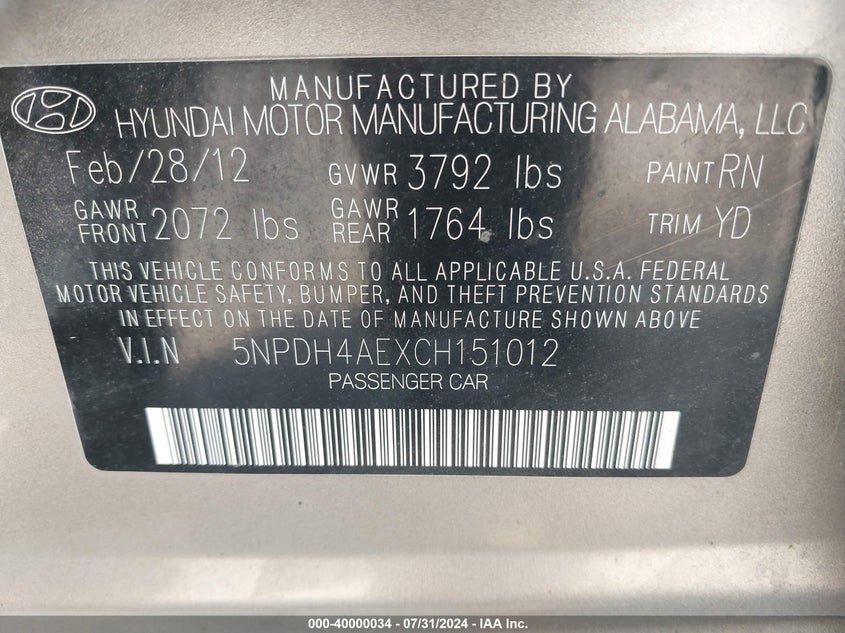 MANUFACTURED BY
HYUNDAI MOTOR MANUFACTURING ALABAMA, LLC
Feb/28/12 GVWR 3792 lbs PAINT RN
GAWR FRONT 2072 lbs GAWR REAR 1764 lbs TRIM YD
THIS VEHICLE CONFORMS TO ALL APPLICABLE U.S.A. FEDERAL
MOTOR VEHICLE SAFETY, BUMPER, AND THEFT PREVENTION STANDARDS
IN EFFECT ON THE DATE OF MANUFACTURE SHOWN ABOVE
V.I.N 5NPDH4AEXCH151012
PASSENGER CAR
000-40000034 - 07/31/2024 - IAA Inc.